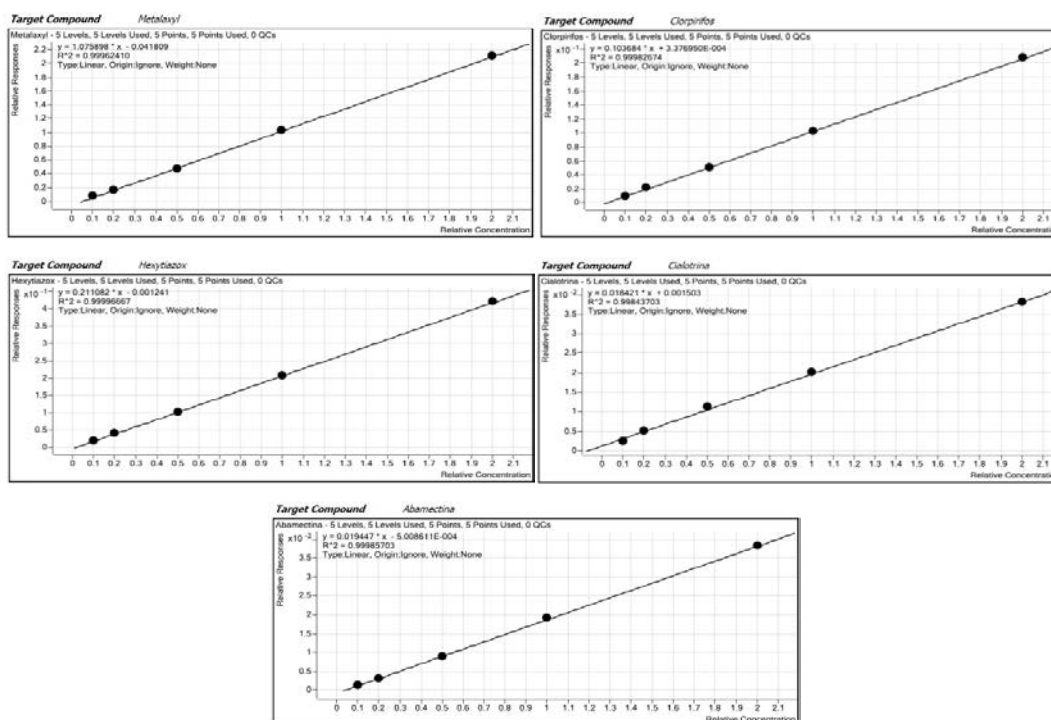 Target Compound Metalaxyl
Metalaxyl - 5 Levels, 5 Levels Used, 5 Points, 5 Points Used, 0 QCs
y = 1.075898 * x - 0.041809
R^2 = 0.99962410
Type:Linear, Origin:Ignore, Weight:None
Relative Responses
2.2
2
1.8
1.6
1.4
1.2
1
0.8
0.6
0.4
0.2
0
0 0.1 0.2 0.3 0.4 0.5 0.6 0.7 0.8 0.9 1 1.1 1.2 1.3 1.4 1.5 1.6 1.7 1.8 1.9 2 2.1
Relative Concentration
Target Compound Clorpirifos
Clorpirifos - 5 Levels, 5 Levels Used, 5 Points, 5 Points Used, 0 QCs
x10 -1 y = 0.103684 * x + 3.376950E-004
R^2 = 0.99982674
Type:Linear, Origin:Ignore, Weight:None
Relative Responses
2
1.8
1.6
1.4
1.2
1
0.8
0.6
0.4
0.2
0
0 0.1 0.2 0.3 0.4 0.5 0.6 0.7 0.8 0.9 1 1.1 1.2 1.3 1.4 1.5 1.6 1.7 1.8 1.9 2 2.1
Relative Concentration
Target Compound Hexytiazox
Hexytiazox - 5 Levels, 5 Levels Used, 5 Points, 5 Points Used, 0 QCs
x10 -1 y = 0.211082 * x - 0.001241
R^2 = 0.99996667
Type:Linear, Origin:Ignore, Weight:None
Relative Responses
4
3.5
3
2.5
2
1.5
1
0.5
0
0 0.1 0.2 0.3 0.4 0.5 0.6 0.7 0.8 0.9 1 1.1 1.2 1.3 1.4 1.5 1.6 1.7 1.8 1.9 2 2.1
Relative Concentration
Target Compound Cialotrina
Cialotrina - 5 Levels, 5 Levels Used, 5 Points, 5 Points Used, 0 QCs
x10 -2 y = 0.018421 * x + 0.001503
R^2 = 0.99843703
Type:Linear, Origin:Ignore, Weight:None
Relative Responses
3.5
3
2.5
2
1.5
1
0.5
0
0 0.1 0.2 0.3 0.4 0.5 0.6 0.7 0.8 0.9 1 1.1 1.2 1.3 1.4 1.5 1.6 1.7 1.8 1.9 2 2.1
Relative Concentration
Target Compound Abamectina
Abamectina - 5 Levels, 5 Levels Used, 5 Points, 5 Points Used, 0 QCs
y = 0.019447 * x - 5.008611E-004
R^2 = 0.99985703
Type:Linear, Origin:Ignore, Weight:None
Relative Responses
3.5
3
2.5
2
1.5
1
0.5
0
0 0.1 0.2 0.3 0.4 0.5 0.6 0.7 0.8 0.9 1 1.1 1.2 1.3 1.4 1.5 1.6 1.7 1.8 1.9 2 2.1
Relative Concentration